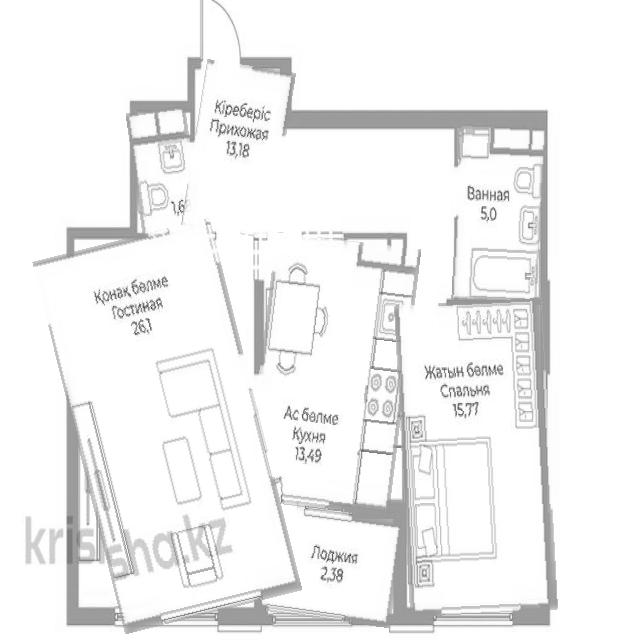 Кіреберіс
Прихожая
13,18
1,6
Ванная
5,0
Қонақ бөлме
Гостиная
26,1
Жатын бөлме
Спальня
15,77
Ас бөлме
Кухня
13,49
Лоджия
2,38
krisha.kz